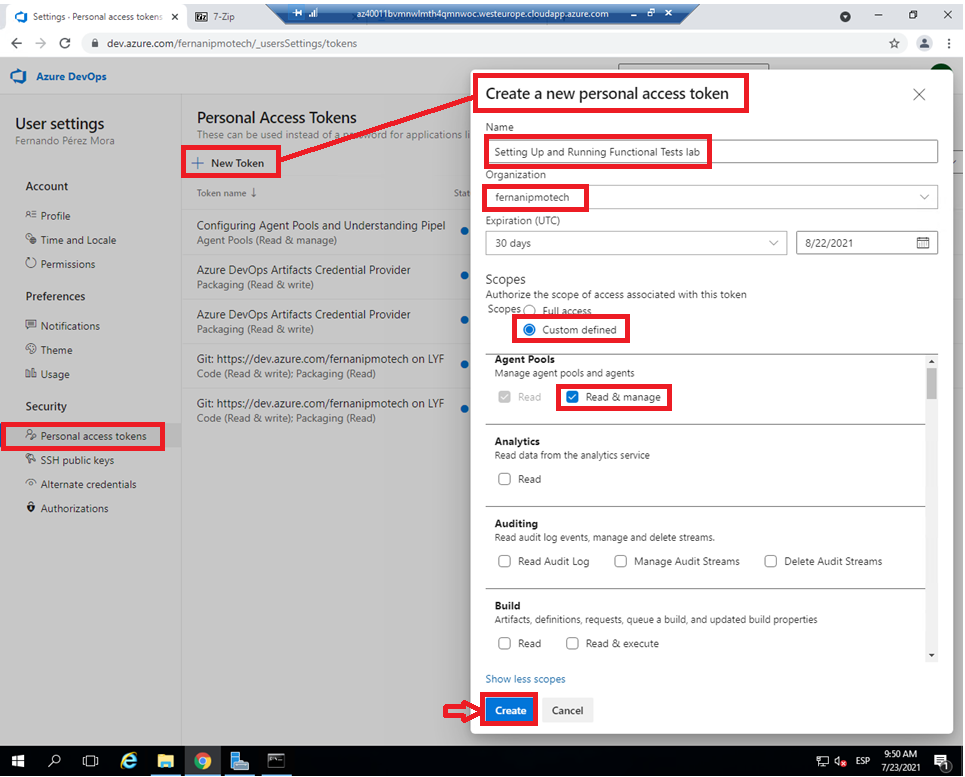 Settings - Personal access tokens
7-Zip
az40011bvmnwlmth4qmnwoc.westeurope.cloudapp.azure.com
dev.azure.com/fernanipmotech/_usersSettings/tokens
Azure DevOps
User settings
Fernando Pérez Mora
Account
Profile
Time and Locale
Permissions
Preferences
Notifications
Theme
Usage
Security
Personal access tokens
SSH public keys
Alternate credentials
Authorizations
Personal Access Tokens
These can be used instead of a password for applications li
New Token
Token name ↓
Stat
Configuring Agent Pools and Understanding Pipel
Agent Pools (Read & manage)
Azure DevOps Artifacts Credential Provider
Packaging (Read & write)
Azure DevOps Artifacts Credential Provider
Packaging (Read & write)
Git: https://dev.azure.com/fernanipmotech on LYF
Code (Read & write); Packaging (Read)
Git: https://dev.azure.com/fernanipmotech on LYF
Code (Read & write); Packaging (Read)
Create a new personal access token
Name
Setting Up and Running Functional Tests lab
Organization
fernanipmotech
Expiration (UTC)
30 days
8/22/2021
Scopes
Authorize the scope of access associated with this token
Scopes Full access
Custom defined
Agent Pools
Manage agent pools and agents
Read Read & manage
Analytics
Read data from the analytics service
Read
Auditing
Read audit log events, manage and delete streams.
Read Audit Log Manage Audit Streams Delete Audit Streams
Build
Artifacts, definitions, requests, queue a build, and updated build properties
Read Read & execute
Show less scopes
Create Cancel
ESP
9:50 AM
7/23/2021
1